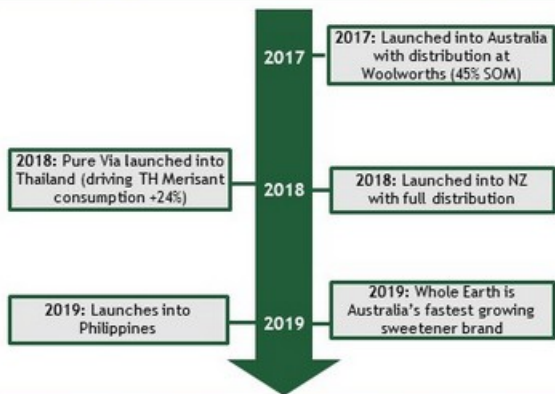 2017
2017: Launched into Australia
with distribution at
Woolworths (45% SOM)
2018: Pure Via launched into
Thailand (driving TH Merisant
consumption +24%)
2018
2018: Launched into NZ
with full distribution
2019: Launches into
Philippines
2019
2019: Whole Earth is
Australia's fastest growing
sweetener brand